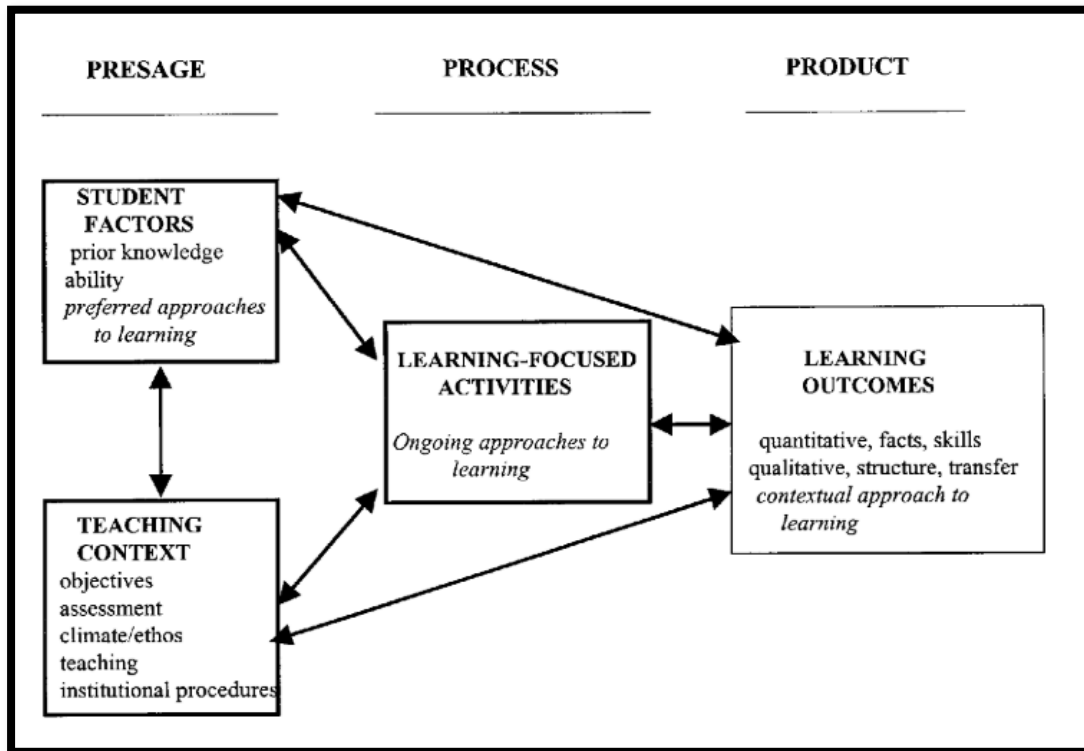 PRESAGE
PROCESS
PRODUCT
STUDENT
FACTORS
prior knowledge
ability
preferred approaches
to learning
LEARNING-FOCUSED
ACTIVITIES
Ongoing approaches to
learning
LEARNING
OUTCOMES
quantitative, facts, skills
qualitative, structure, transfer
contextual approach to
learning
TEACHING
CONTEXT
objectives
assessment
climate/ethos
teaching
institutional procedures